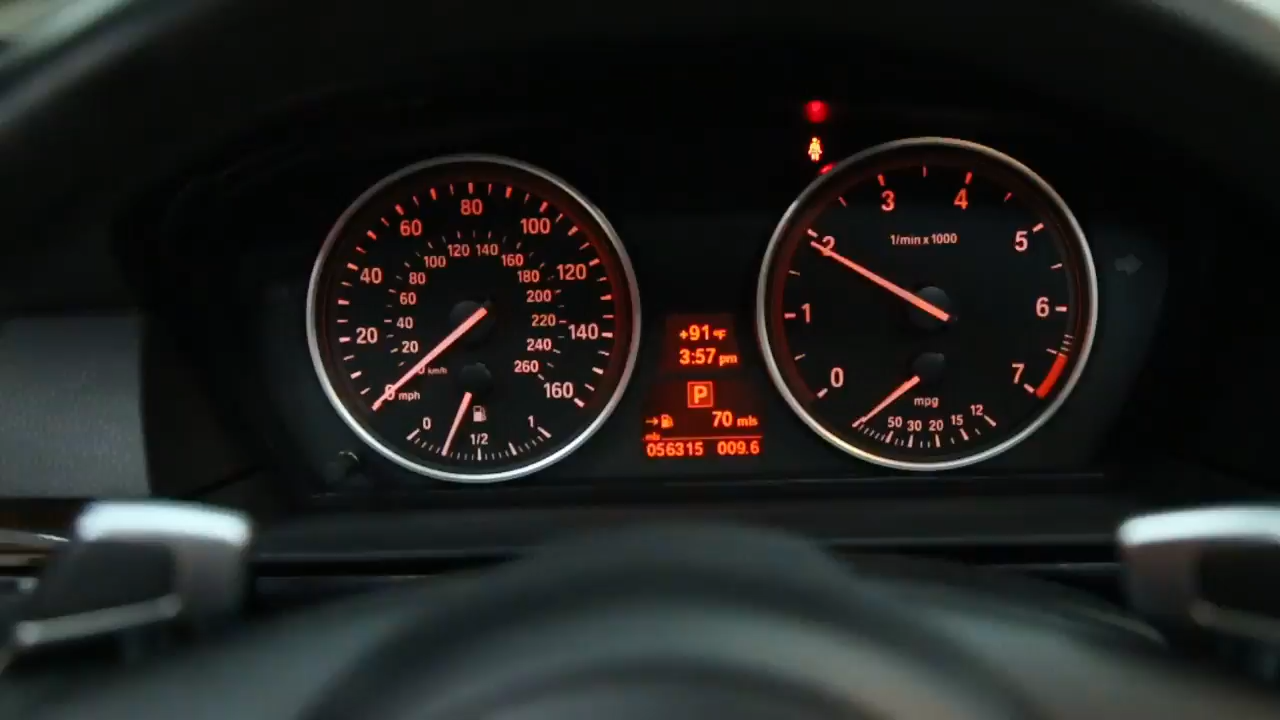 20 40 60 80 100 120 140 160
0 mph
20 40 60 80 100 120 140 160 180 200 220 240 260
km/h
0 1/2 1
+91°F
3:57 pm
P
70 mls
mls
056315 009.6
1/min x 1000
0 1 2 3 4 5 6 7
mpg
50 30 20 15 12